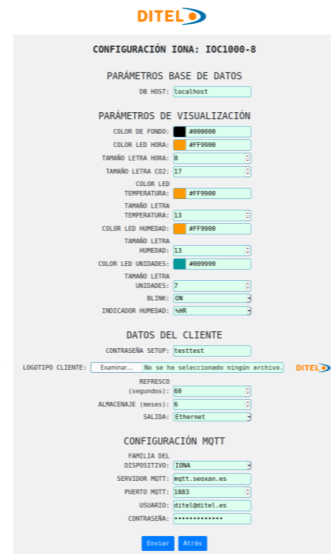 DITEL
CONFIGURACIÓN IONA: IOC1000-8
PARÁMETROS BASE DE DATOS
DB HOST: localhost
PARÁMETROS DE VISUALIZACIÓN
COLOR DE FONDO: #000000
COLOR LED HORA: #FF9900
TAMAÑO LETRA HORA: 8
TAMAÑO LETRA CO2: 17
COLOR LED
TEMPERATURA: #FF9900
TAMAÑO LETRA
TEMPERATURA: 13
COLOR LED HUMEDAD: #FF9900
TAMAÑO LETRA
HUMEDAD: 13
COLOR LED UNIDADES: #009999
TAMAÑO LETRA
UNIDADES: 7
BLINK: ON
INDICADOR HUMEDAD: %HR
DATOS DEL CLIENTE
CONTRASEÑA SETUP: testtest
LOGOTIPO CLIENTE: Examinar... No se ha seleccionado ningún archivo. DITEL
REFRESCO
(segundos): 60
ALMACENAJE (meses): 6
SALIDA: Ethernet
CONFIGURACIÓN MQTT
FAMILIA DEL
DISPOSITIVO: IONA
SERVIDOR MQTT: mqtt.seoxan.es
PUERTO MQTT: 1883
USUARIO: ditel@ditel.es
CONTRASEÑA: •••••••••••••
Enviar Atrás